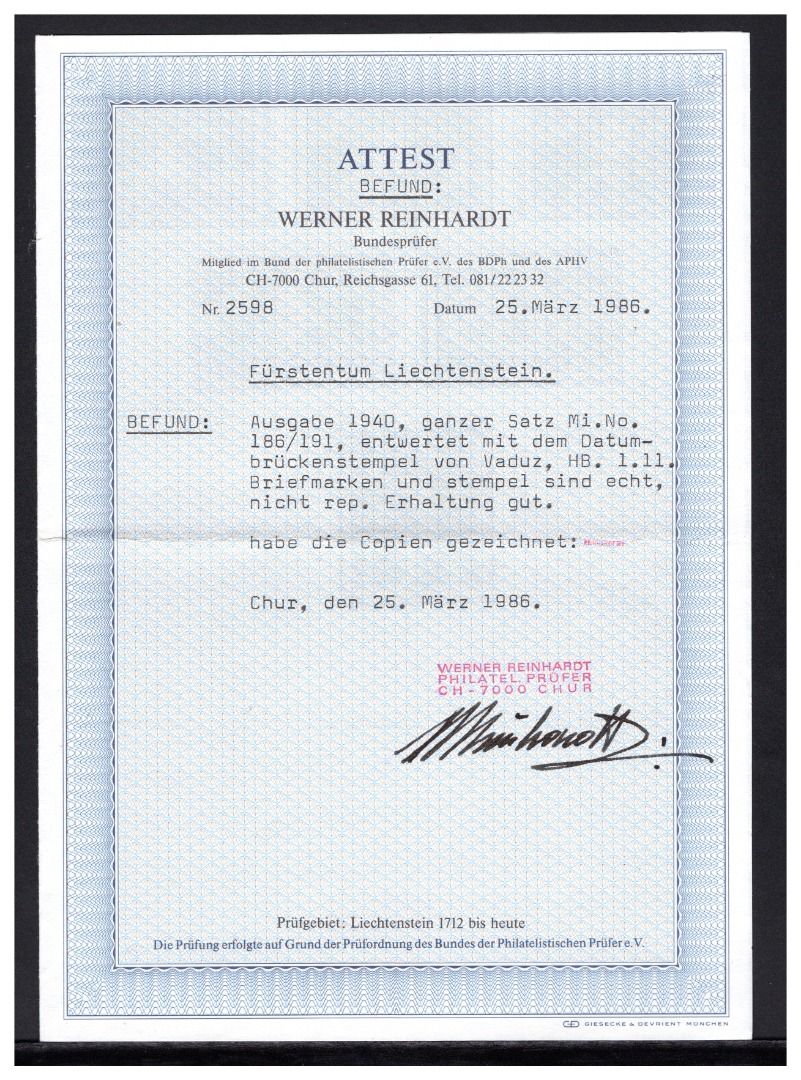 ATTEST
BEFUND:
WERNER REINHARDT
Bundesprüfer
Mitglied im Bund der philatelistischen Prüfer e.V. des BDPh und des APHV
CH-7000 Chur, Reichsgasse 61, Tel. 081/22 23 32
Nr. 2598 Datum 25.März 1986.
Fürstentum Liechtenstein.
BEFUND: Ausgabe 1940, ganzer Satz Mi.No.
186/191, entwertet mit dem Datum-
brückenstempel von Vaduz, HB. 1.11.
Briefmarken und stempel sind echt,
nicht rep. Erhaltung gut.
habe die Copien gezeichnet:
Chur, den 25. März 1986.
WERNER REINHARDT
PHILATEL. PRÜFER
CH-7000 CHUR
Prüfgebiet: Liechtenstein 1712 bis heute
Die Prüfung erfolgte auf Grund der Prüfordnung des Bundes der Philatelistischen Prüfer e.V.
GIESECKE & DEVRIENT MÜNCHEN